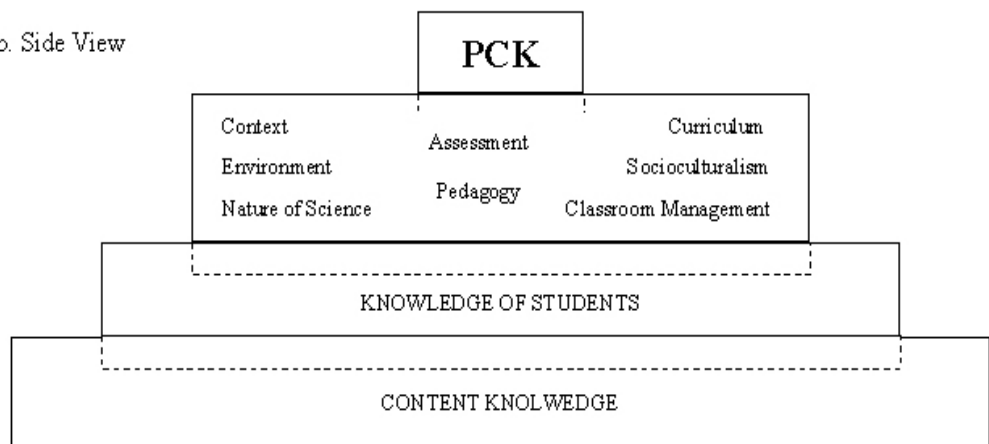 b. Side View
PCK
Context
Environment
Nature of Science
Assessment
Pedagogy
Curriculum
Socioculturalism
Classroom Management
KNOWLEDGE OF STUDENTS
CONTENT KNOLWEDGE